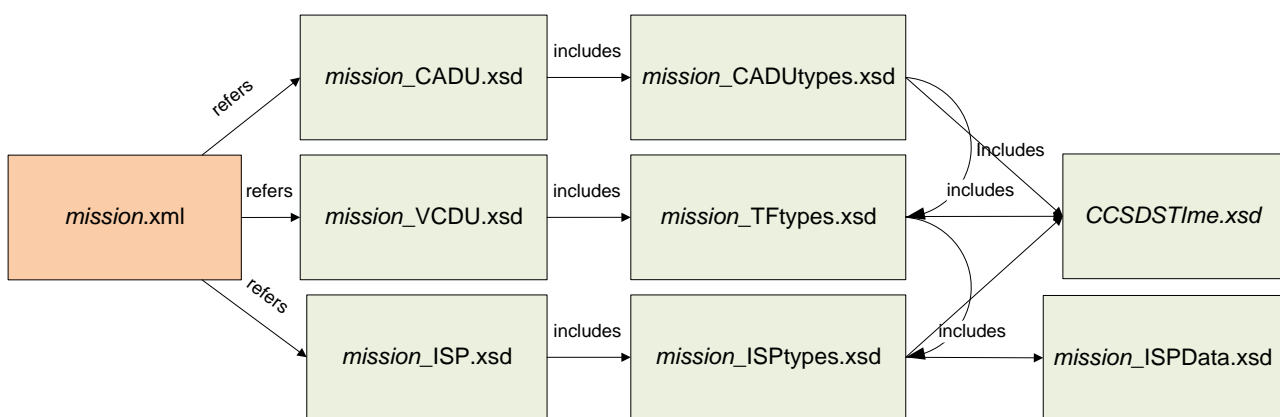 mission_CADU.xsd
includes
mission_CADUtypes.xsd
refers
mission.xml
refers
mission_VCDU.xsd
includes
mission_TFtypes.xsd
Includes
includes
CCSDSTIme.xsd
refers
mission_ISP.xsd
includes
mission_ISPtypes.xsd
includes
mission_ISPData.xsd